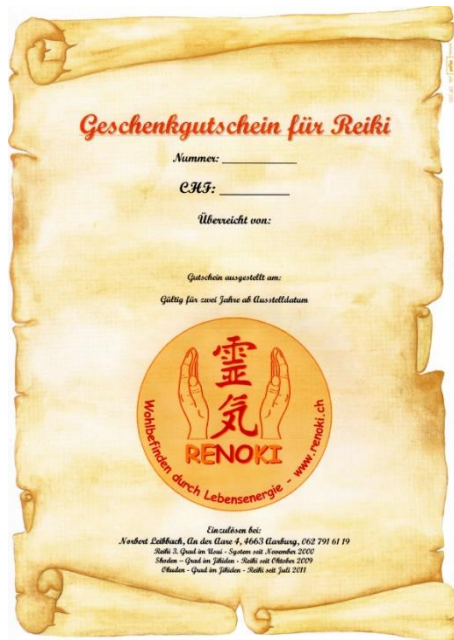 Geschenkgutschein für Reiki
Nummer: ___________
CHF: ___________
Überreicht von:
Gutschein ausgestellt am:
Gültig für zwei Jahre ab Ausstelldatum
靈
気
RENOKI
Wohlbefinden durch Lebensenergie - www.renoki.ch
Einzulösen bei:
Norbert Leibbach, An der Aare 4, 4663 Aarburg, 062 791 61 19
Reiki 3. Grad im Usui - System seit November 2000
Shoden - Grad im Jikiden - Reiki seit Oktober 2009
Okuden - Grad im Jikiden - Reiki seit Juli 2011